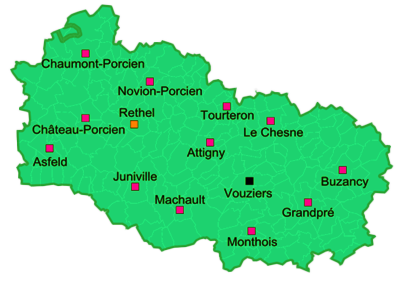 Chaumont-Porcien
Novion-Porcien
Rethel
Tourteron
Château-Porcien
Le Chesne
Asfeld
Attigny
Juniville
Buzancy
Vouziers
Machault
Grandpré
Monthois